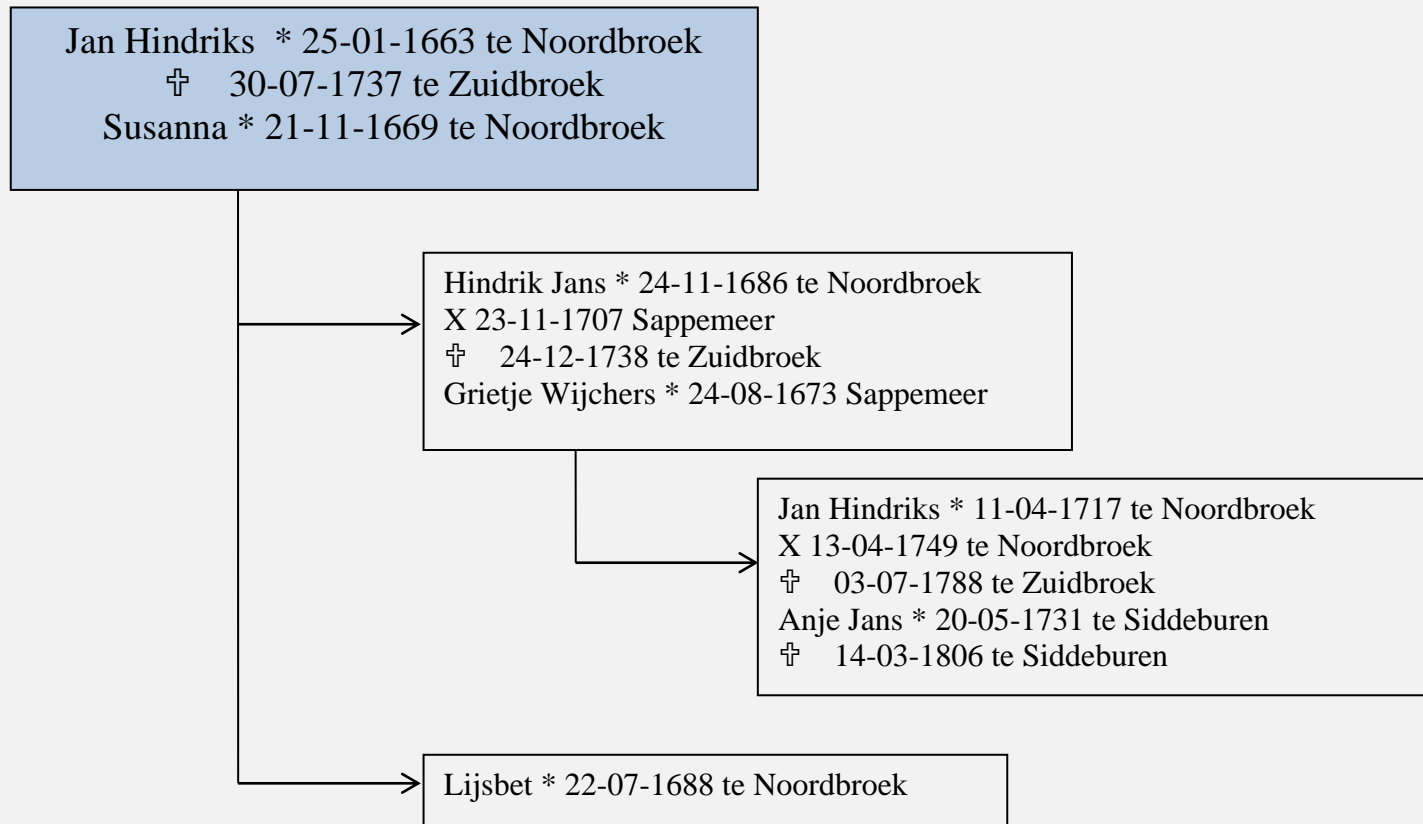 Jan Hindriks * 25-01-1663 te Noordbroek
✞ 30-07-1737 te Zuidbroek
Susanna * 21-11-1669 te Noordbroek
Hindrik Jans * 24-11-1686 te Noordbroek
X 23-11-1707 Sappemeer
✞ 24-12-1738 te Zuidbroek
Grietje Wijchers * 24-08-1673 Sappemeer
Jan Hindriks * 11-04-1717 te Noordbroek
X 13-04-1749 te Noordbroek
✞ 03-07-1788 te Zuidbroek
Anje Jans * 20-05-1731 te Siddeburen
✞ 14-03-1806 te Siddeburen
Lijsbet * 22-07-1688 te Noordbroek